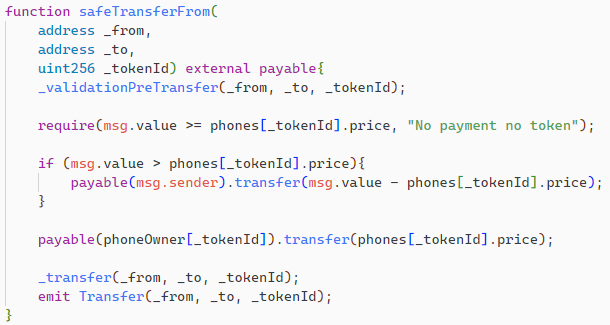 function safeTransferFrom(
    address _from,
    address _to,
    uint256 _tokenId) external payable{
    _validationPreTransfer(_from, _to, _tokenId);

    require(msg.value >= phones[_tokenId].price, "No payment no token");

    if (msg.value > phones[_tokenId].price){
        payable(msg.sender).transfer(msg.value - phones[_tokenId].price);
    }

    payable(phoneOwner[_tokenId]).transfer(phones[_tokenId].price);

    _transfer(_from, _to, _tokenId);
    emit Transfer(_from, _to, _tokenId);
}